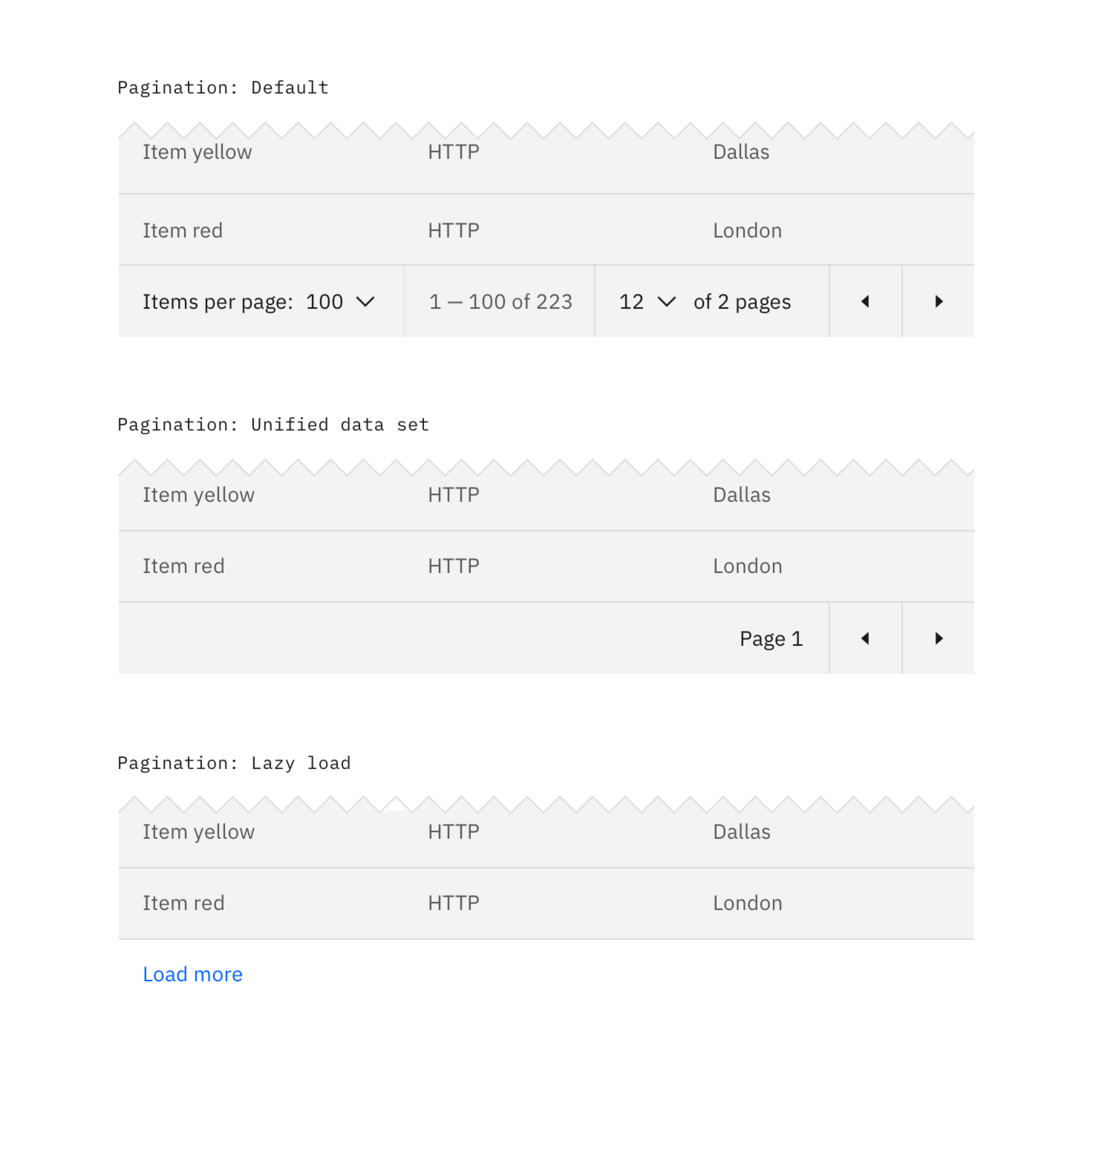 Pagination: Default
Item yellow HTTP Dallas
Item red HTTP London
Items per page: 100 1 — 100 of 223 12 of 2 pages
Pagination: Unified data set
Item yellow HTTP Dallas
Item red HTTP London
Page 1
Pagination: Lazy load
Item yellow HTTP Dallas
Item red HTTP London
Load more